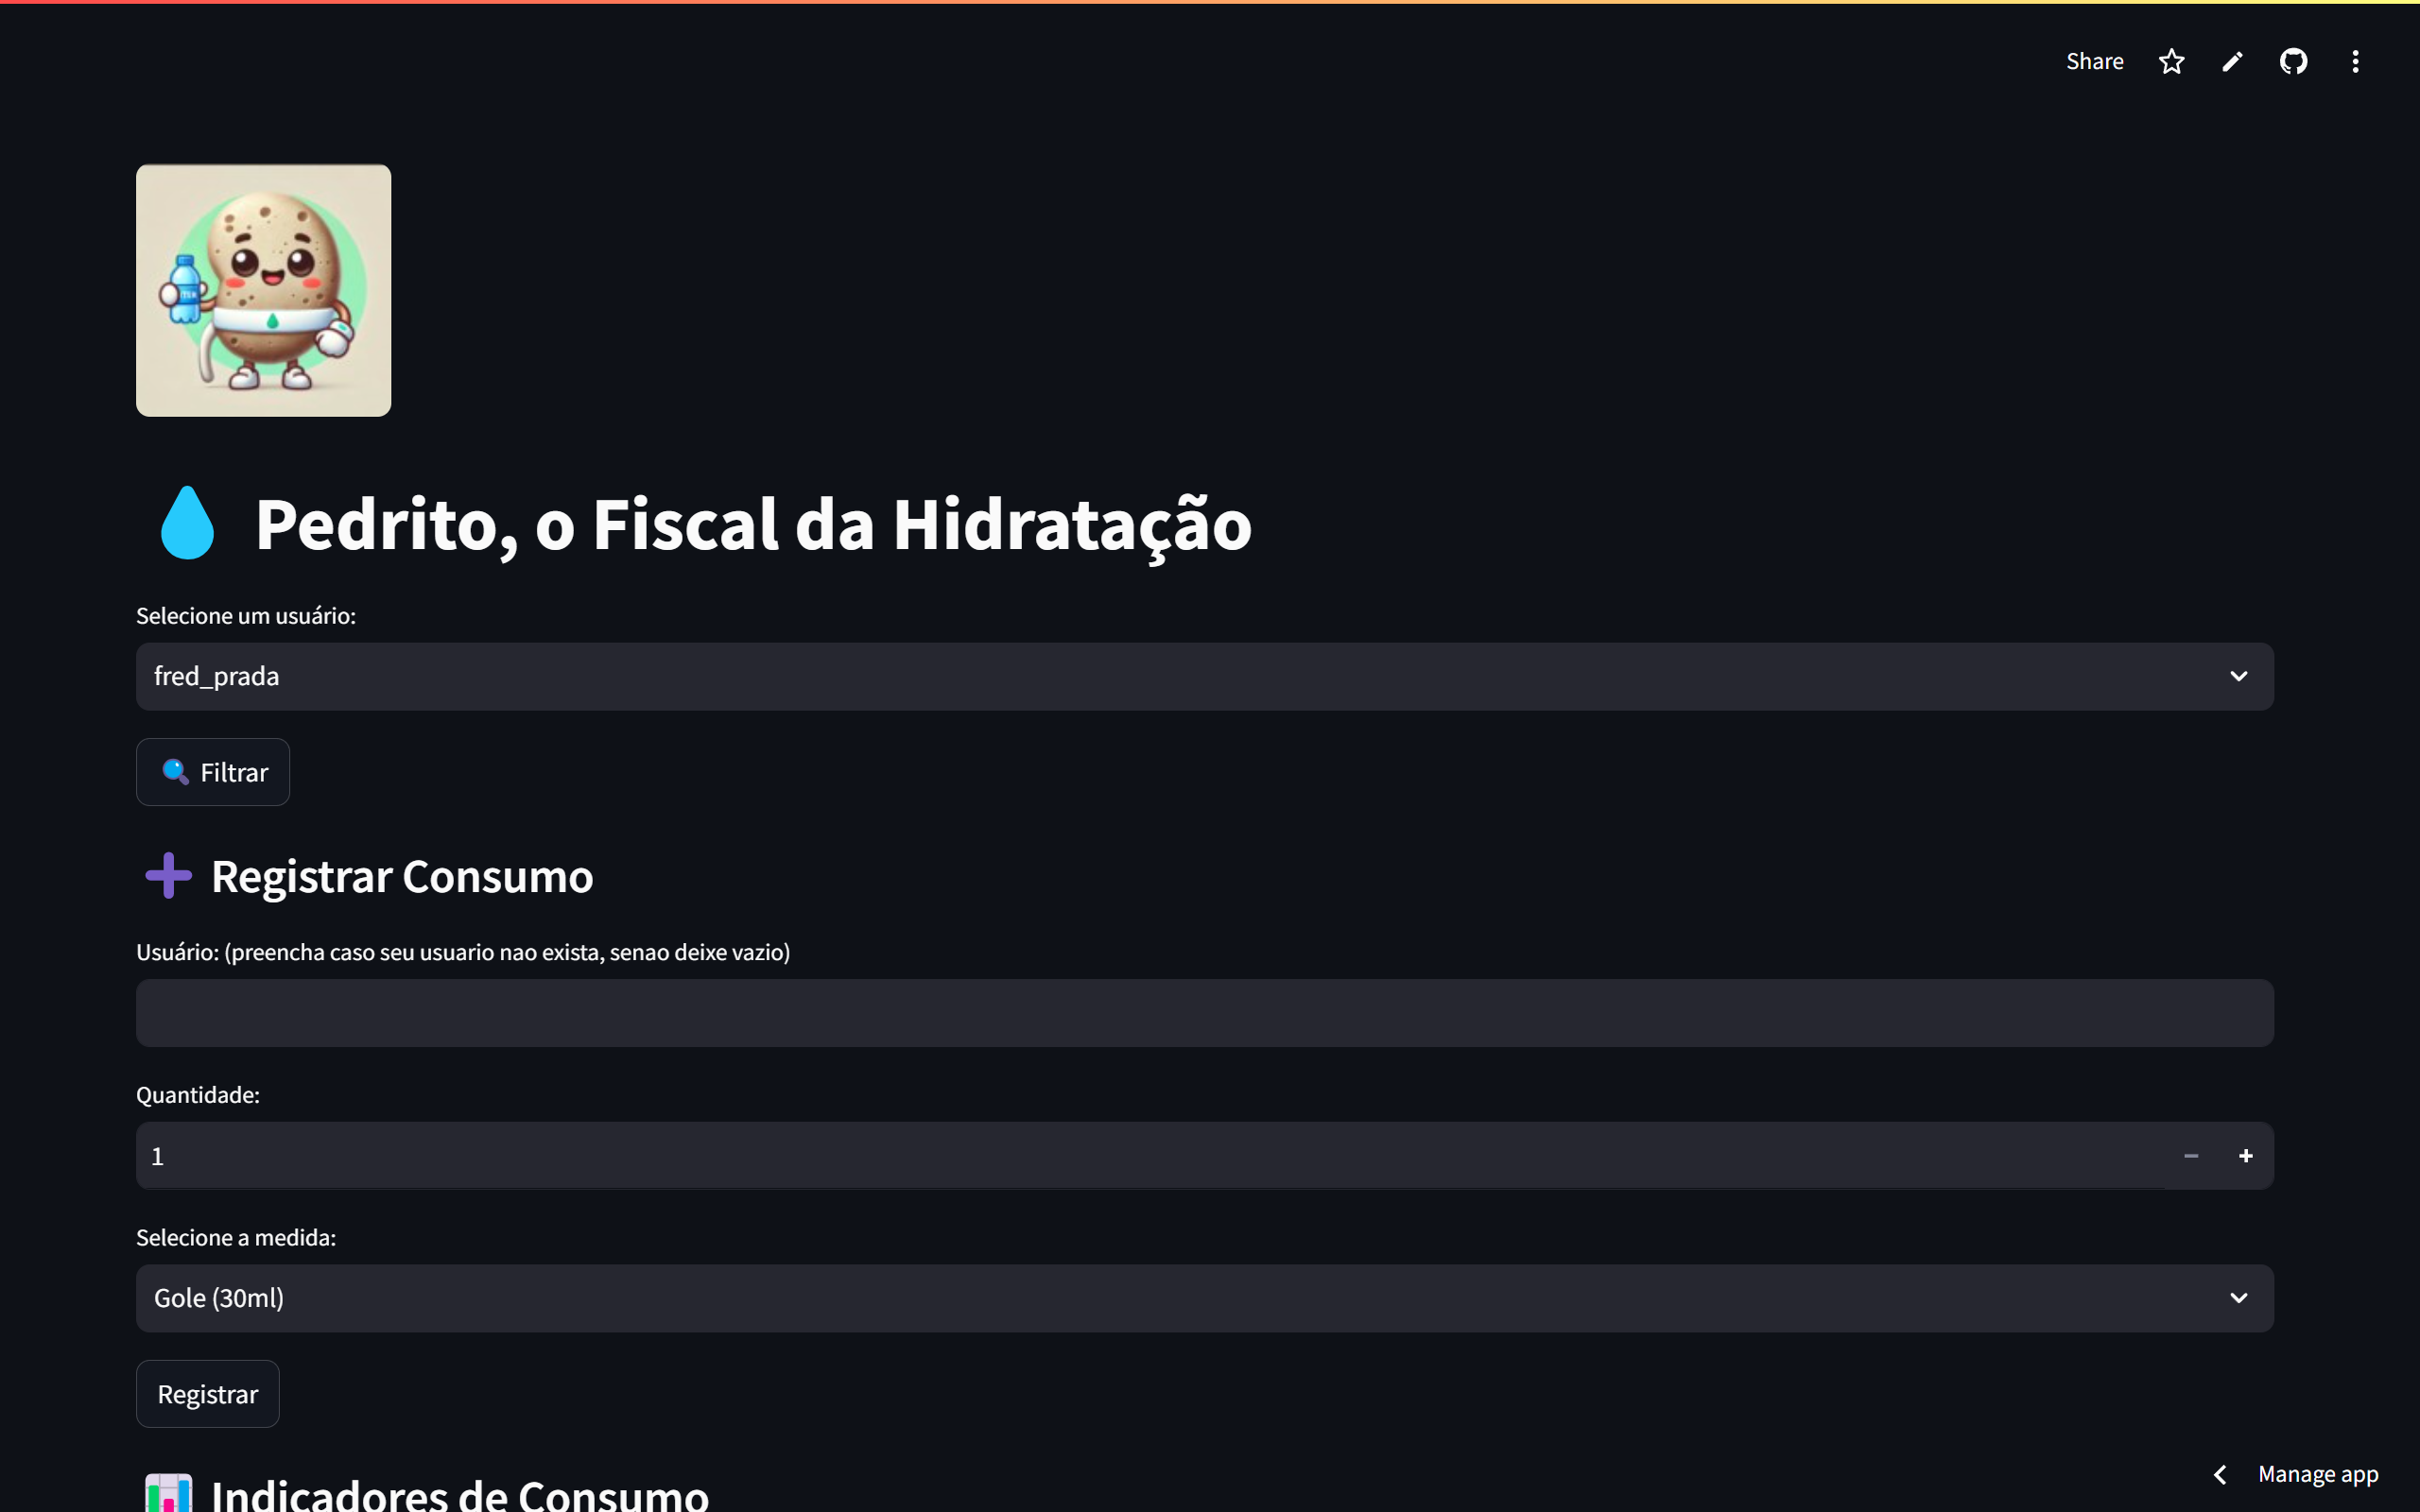 Share
💧 Pedrito, o Fiscal da Hidratação
Selecione um usuário:
fred_prada
🔍 Filtrar
➕ Registrar Consumo
Usuário: (preencha caso seu usuario nao exista, senao deixe vazio)
Quantidade:
1
Selecione a medida:
Gole (30ml)
Registrar
📊 Indicadores de Consumo
Manage app